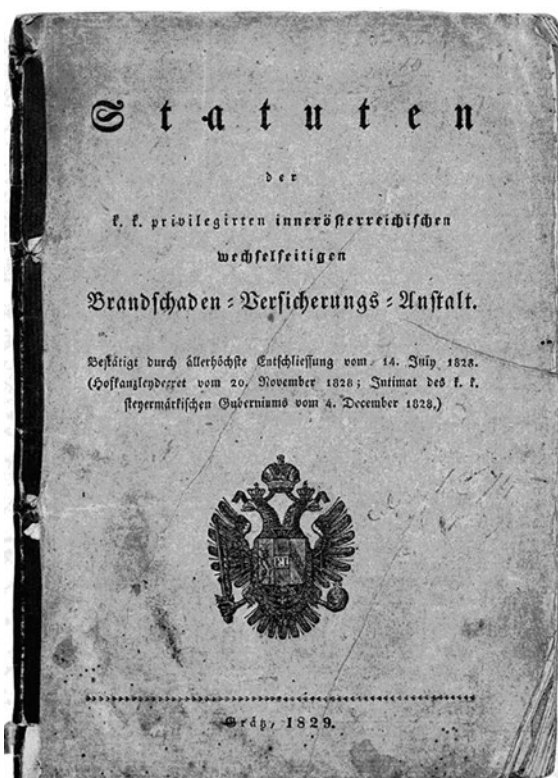 Statuten
der
k. k. privilegirten innerösterreichischen
wechselseitigen
Brandschaden=Versicherungs=Anstalt.
Bestätigt durch allerhöchste Entschliessung vom 14. July 1828.
(Hofkanzleydecret vom 20. November 1828; Intimat des k. k.
steyermärkischen Guberniums vom 4. December 1828.)
Grätz, 1829.